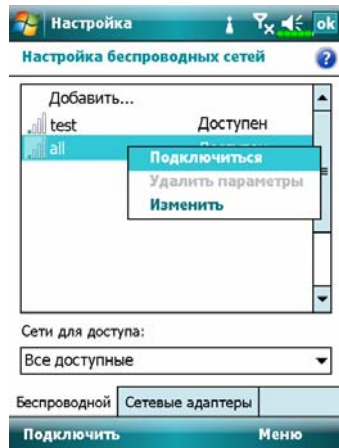 Настройка ok
Настройка беспроводных сетей ?
Добавить...
test Доступен
all
Подключиться
Удалить параметры
Изменить
Сети для доступа:
Все доступные
Беспроводной Сетевые адаптеры
Подключить Меню